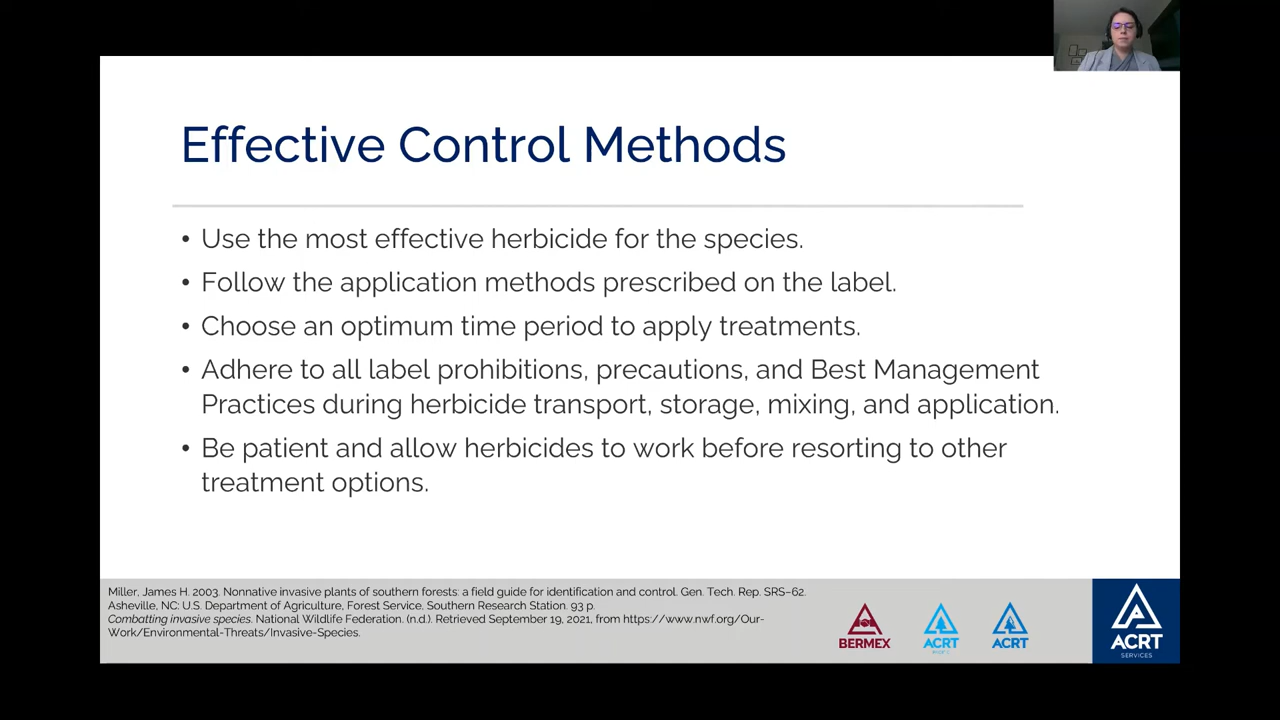 Effective Control Methods
• Use the most effective herbicide for the species.
• Follow the application methods prescribed on the label.
• Choose an optimum time period to apply treatments.
• Adhere to all label prohibitions, precautions, and Best Management
Practices during herbicide transport, storage, mixing, and application.
• Be patient and allow herbicides to work before resorting to other
treatment options.
Miller, James H. 2003. Nonnative invasive plants of southern forests: a field guide for identification and control. Gen. Tech. Rep. SRS–62.
Asheville, NC: U.S. Department of Agriculture, Forest Service, Southern Research Station. 93 p.
Combatting invasive species. National Wildlife Federation. (n.d.). Retrieved September 19, 2021, from https://www.nwf.org/Our-
Work/Environmental-Threats/Invasive-Species.
BERMEX
ACRT
ACRT
ACRT
SERVICES